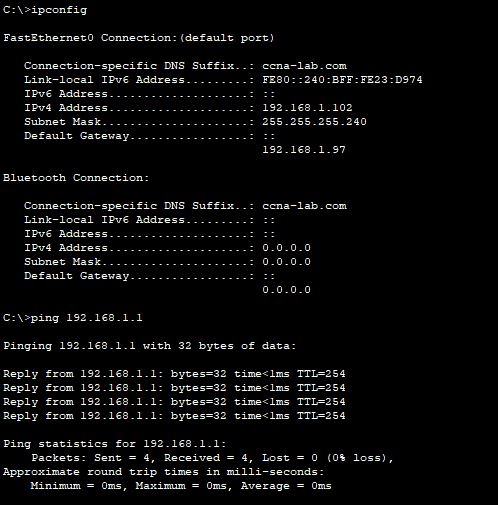 C:\>ipconfig
FastEthernet0 Connection:(default port)
Connection-specific DNS Suffix..: ccna-lab.com
Link-local IPv6 Address.........: FE80::240:BFF:FE23:D974
IPv6 Address....................: ::
IPv4 Address....................: 192.168.1.102
Subnet Mask.....................: 255.255.255.240
Default Gateway.................: ::
192.168.1.97
Bluetooth Connection:
Connection-specific DNS Suffix..: ccna-lab.com
Link-local IPv6 Address.........: ::
IPv6 Address....................: ::
IPv4 Address....................: 0.0.0.0
Subnet Mask.....................: 0.0.0.0
Default Gateway.................: ::
0.0.0.0
C:\>ping 192.168.1.1
Pinging 192.168.1.1 with 32 bytes of data:
Reply from 192.168.1.1: bytes=32 time<1ms TTL=254
Reply from 192.168.1.1: bytes=32 time<1ms TTL=254
Reply from 192.168.1.1: bytes=32 time<1ms TTL=254
Reply from 192.168.1.1: bytes=32 time<1ms TTL=254
Ping statistics for 192.168.1.1:
Packets: Sent = 4, Received = 4, Lost = 0 (0% loss),
Approximate round trip times in milli-seconds:
Minimum = 0ms, Maximum = 0ms, Average = 0ms